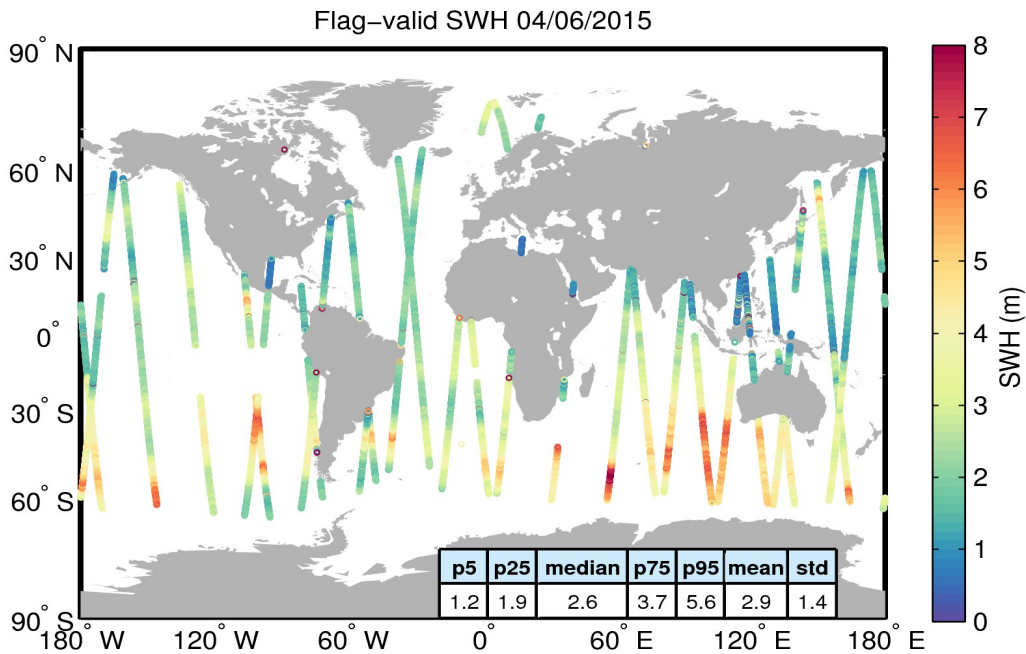 Flag−valid SWH 04/06/2015
90° N
60° N
30° N
0°
30° S
60° S
90° S
180° W
120° W
60° W
0°
60° E
120° E
180° E
p5 p25 median p75 p95 mean std
1.2 1.9 2.6 3.7 5.6 2.9 1.4
8
7
6
5
4
3
2
1
0
SWH (m)